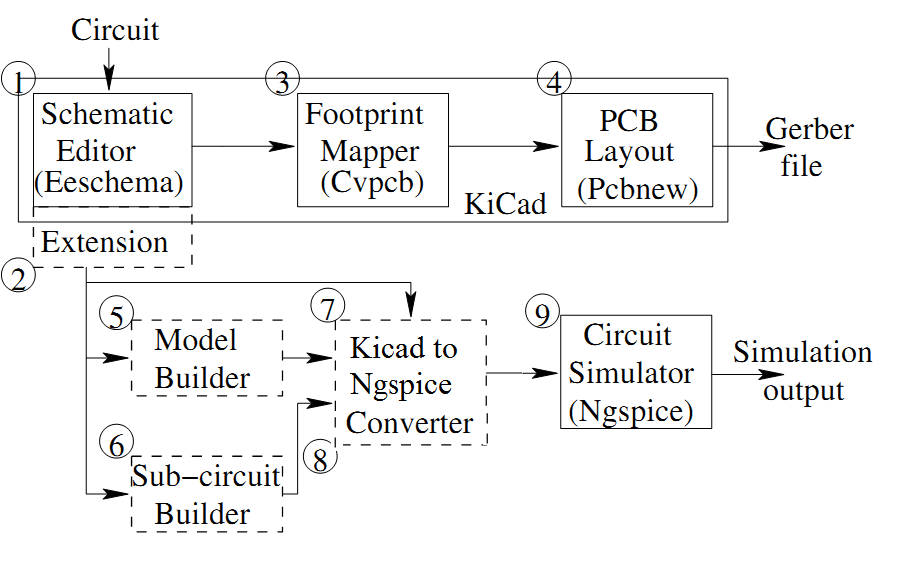 Circuit
1
Schematic
Editor
(Eeschema)
3
Footprint
Mapper
(Cvpcb)
4
PCB
Layout
(Pcbnew)
Gerber
file
KiCad
Extension
2
5
Model
Builder
6
Sub-circuit
Builder
7
Kicad to
Ngspice
Converter
8
9
Circuit
Simulator
(Ngspice)
Simulation
output